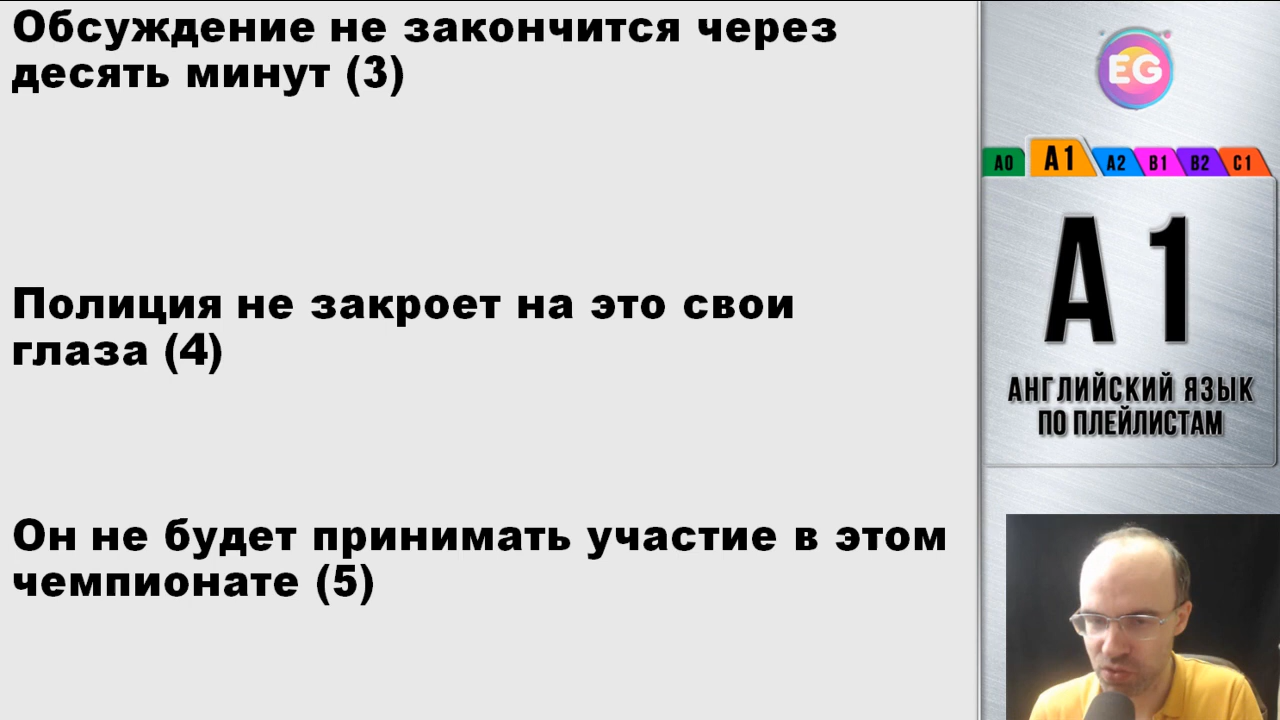 Обсуждение не закончится через
десять минут (3)
Полиция не закроет на это свои
глаза (4)
Он не будет принимать участие в этом
чемпионате (5)
EG
A0 A1 A2 B1 B2 C1
A1
АНГЛИЙСКИЙ ЯЗЫК
ПО ПЛЕЙЛИСТАМ